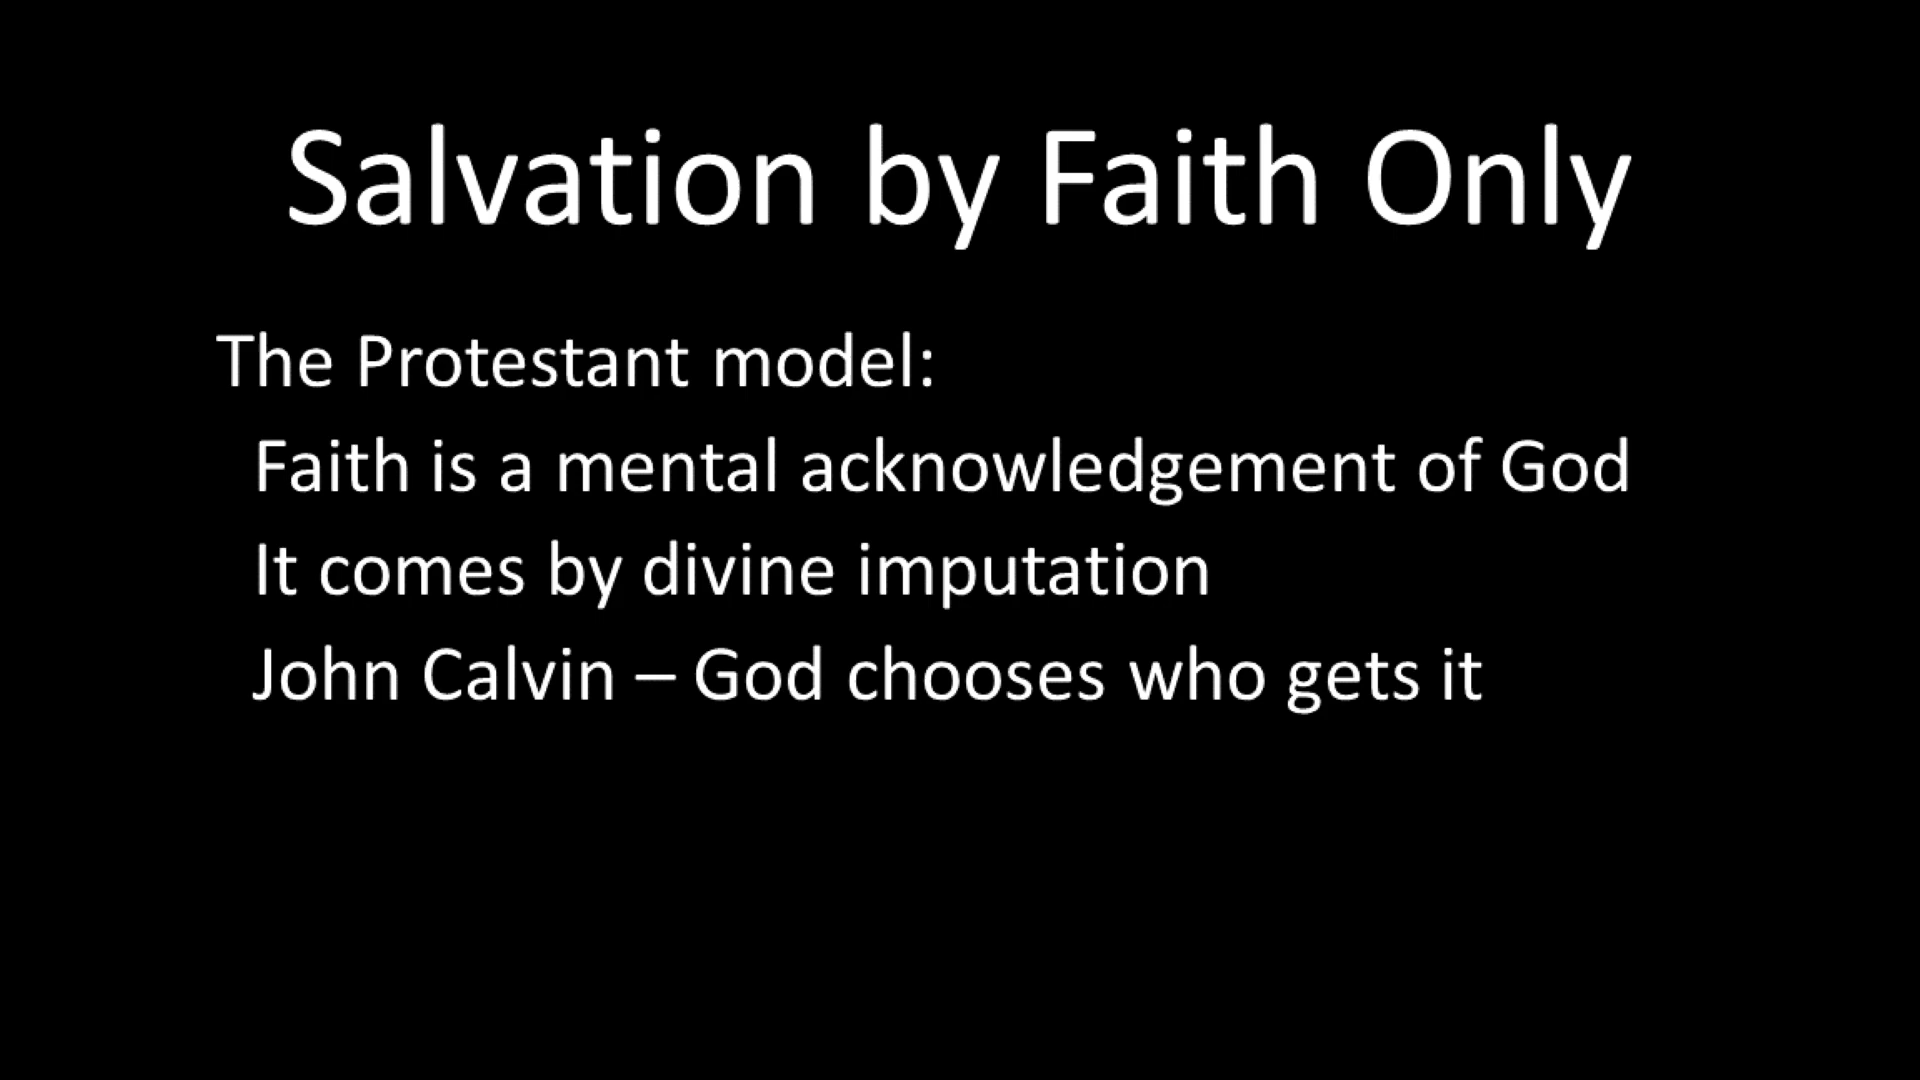 Salvation by Faith Only
The Protestant model:
Faith is a mental acknowledgement of God
It comes by divine imputation
John Calvin – God chooses who gets it